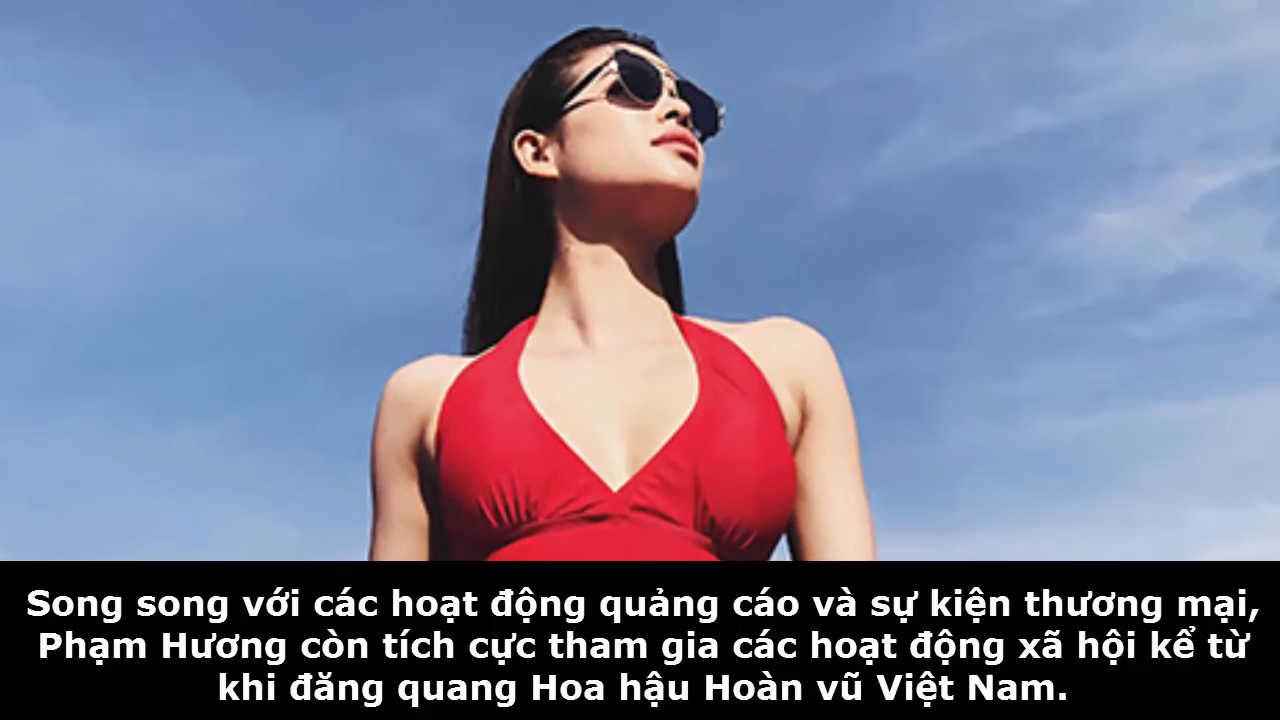 Song song với các hoạt động quảng cáo và sự kiện thương mại,
Phạm Hương còn tích cực tham gia các hoạt động xã hội kể từ
khi đăng quang Hoa hậu Hoàn vũ Việt Nam.